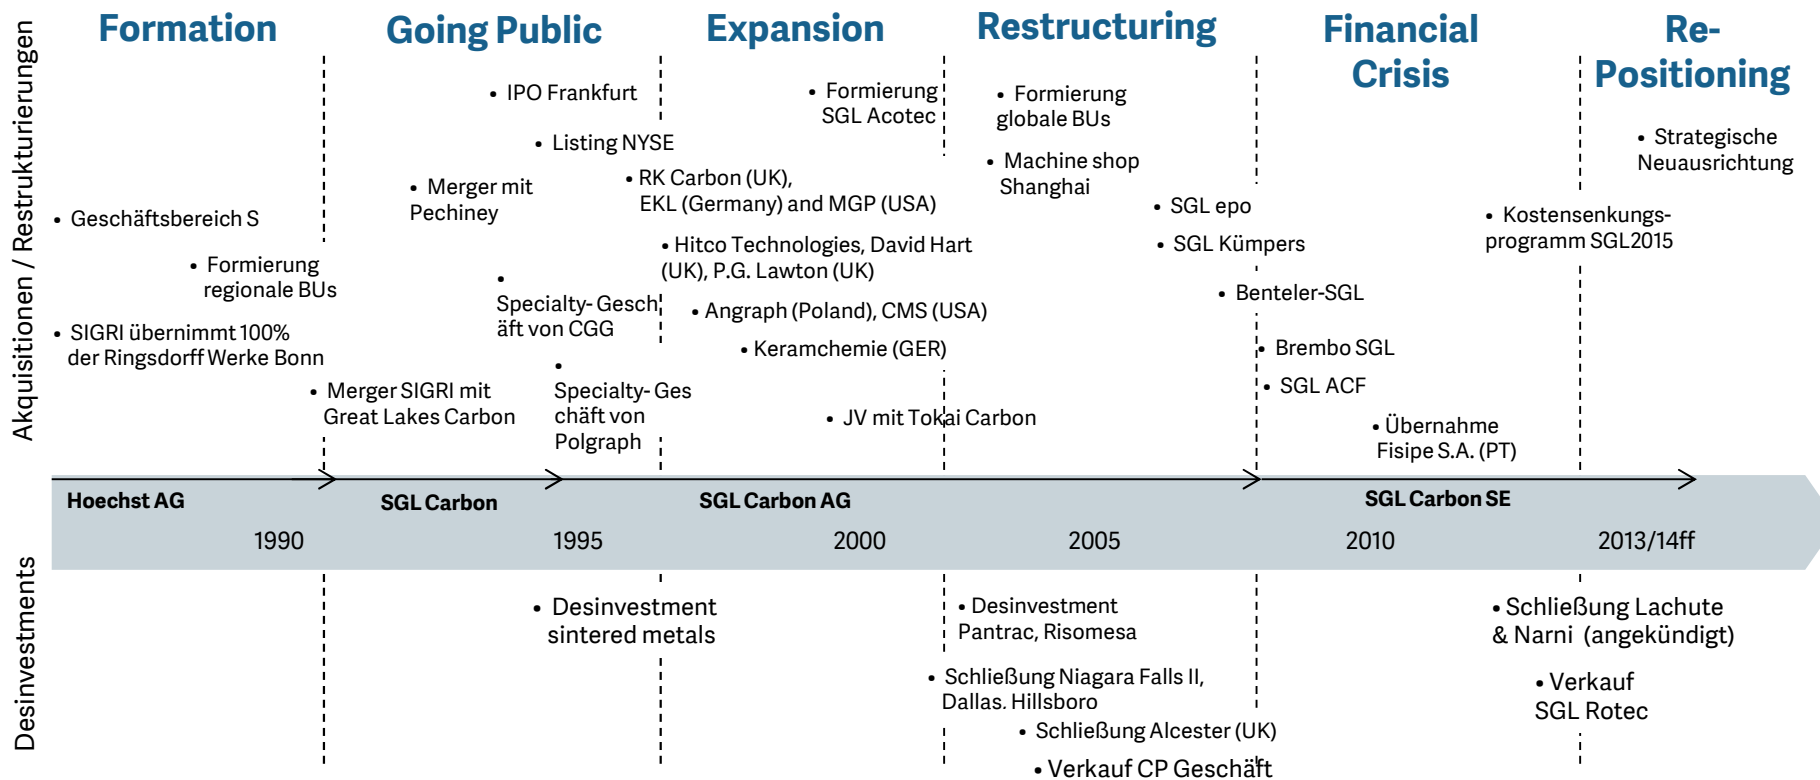 Formation
Going Public
Expansion
Restructuring
Financial
Crisis
Re-
Positioning
Akquisitionen / Restrukturierungen
• Geschäftsbereich S
• Formierung
regionale BUs
• SIGRI übernimmt 100%
der Ringsdorff Werke Bonn
• Merger SIGRI mit
Great Lakes Carbon
• IPO Frankfurt
• Listing NYSE
• Merger mit
Pechiney
•
Specialty-Gesch
äft von CGG
•
Specialty-Ges
chäft von
Polgraph
• RK Carbon (UK),
EKL (Germany) and MGP (USA)
• Hitco Technologies, David Hart
(UK), P.G. Lawton (UK)
• Angraph (Poland), CMS (USA)
• Keramchemie (GER)
• JV mit Tokai Carbon
• Formierung
SGL Acotec
• Formierung
globale BUs
• Machine shop
Shanghai
• SGL epo
• SGL Kümpers
• Benteler-SGL
• Brembo SGL
• SGL ACF
• Übernahme
Fisipe S.A. (PT)
• Kostensenkungs-
programm SGL2015
• Strategische
Neuausrichtung
Hoechst AG
SGL Carbon
SGL Carbon AG
SGL Carbon SE
1990
1995
2000
2005
2010
2013/14ff
Desinvestments
• Desinvestment
sintered metals
• Desinvestment
Pantrac, Risomesa
• Schließung Niagara Falls II,
Dallas, Hillsboro
• Schließung Alcester (UK)
• Verkauf CP Geschäft
• Schließung Lachute
& Narni (angekündigt)
• Verkauf
SGL Rotec